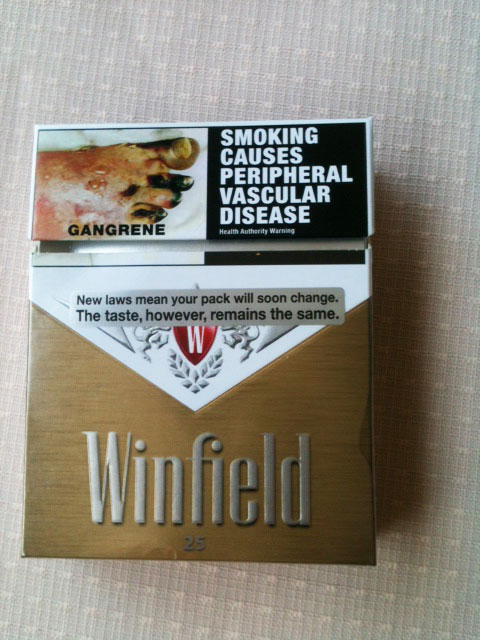 GANGRENE
SMOKING
CAUSES
PERIPHERAL
VASCULAR
DISEASE
Health Authority Warning
New laws mean your pack will soon change.
The taste, however, remains the same.
W
Winfield
25